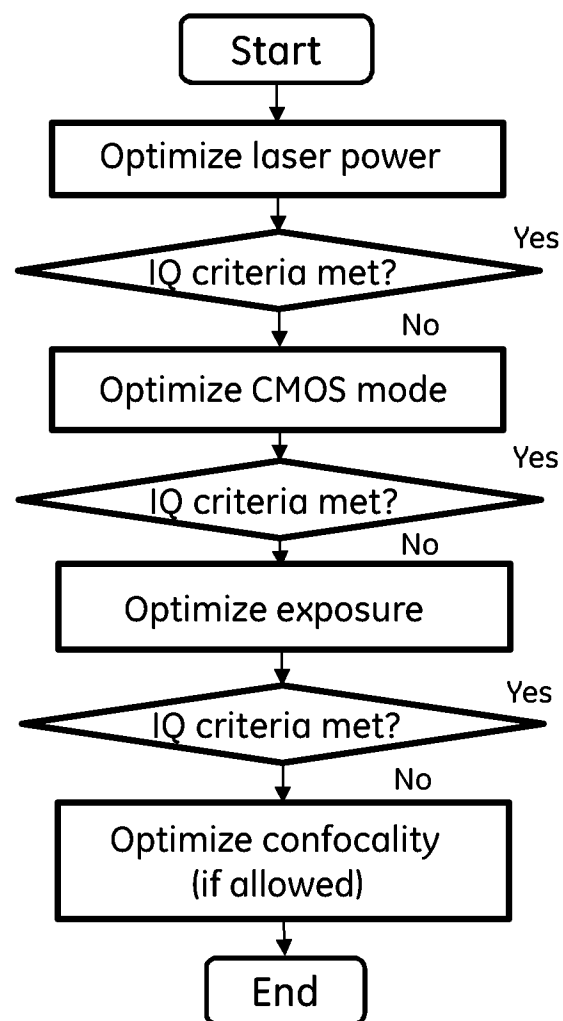 Start
Optimize laser power
Yes
IQ criteria met?
No
Optimize CMOS mode
Yes
IQ criteria met?
No
Optimize exposure
Yes
IQ criteria met?
No
Optimize confocality
(if allowed)
End